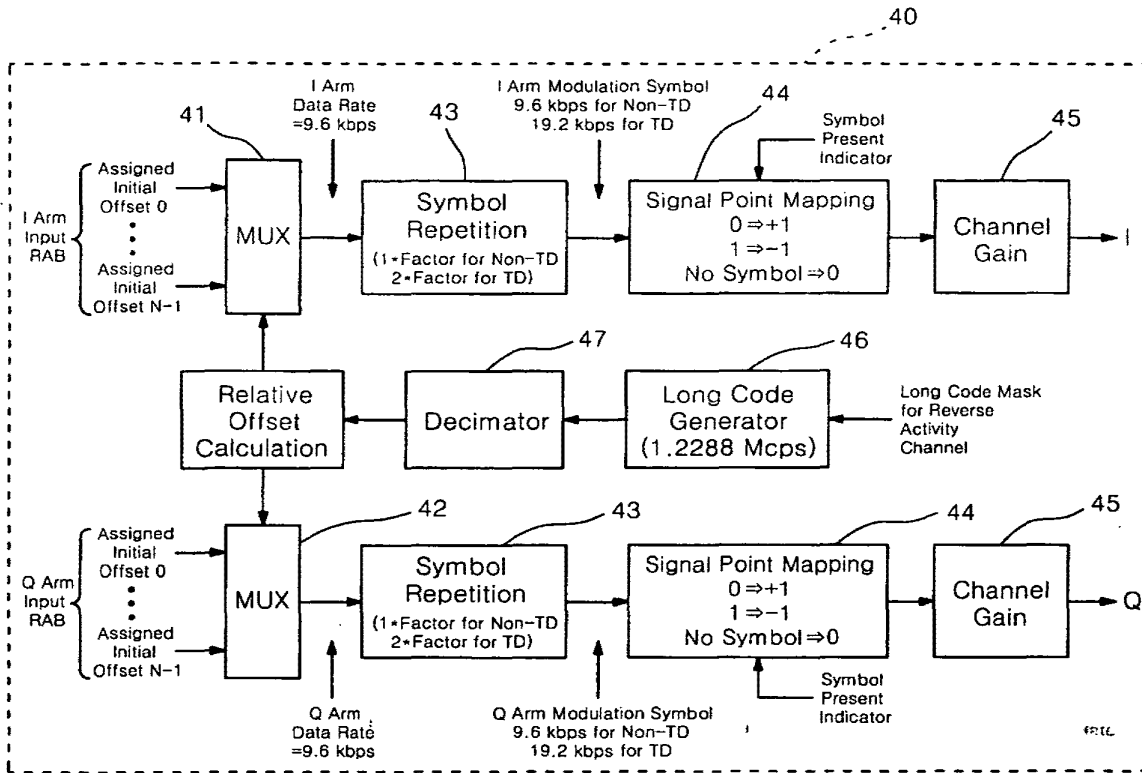 40
I Arm
Data Rate
=9.6 kbps
I Arm Modulation Symbol
9.6 kbps for Non-TD
19.2 kbps for TD
41
43
44
45
Symbol
Present
Indicator
I Arm
Input
RAB
Assigned
Initial
Offset 0
Assigned
Initial
Offset N-1
MUX
Symbol
Repetition
(1*Factor for Non-TD
2*Factor for TD)
Signal Point Mapping
0⇒+1
1⇒-1
No Symbol⇒0
Channel
Gain
I
47
46
Relative
Offset
Calculation
Decimator
Long Code
Generator
(1.2288 Mcps)
Long Code Mask
for Reverse
Activity
Channel
42
43
44
45
Q Arm
Input
RAB
Assigned
Initial
Offset 0
Assigned
Initial
Offset N-1
MUX
Symbol
Repetition
(1*Factor for Non-TD
2*Factor for TD)
Signal Point Mapping
0⇒+1
1⇒-1
No Symbol⇒0
Channel
Gain
Q
Q Arm
Data Rate
=9.6 kbps
Q Arm Modulation Symbol
9.6 kbps for Non-TD
19.2 kbps for TD
Symbol
Present
Indicator